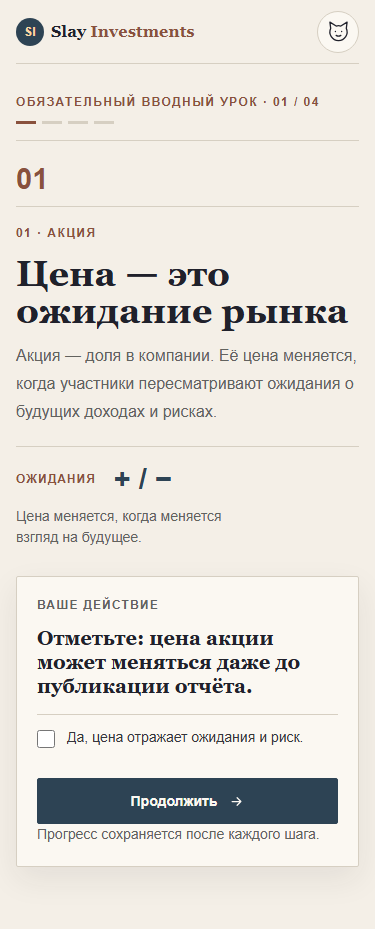 SI Slay Investments
ОБЯЗАТЕЛЬНЫЙ ВВОДНЫЙ УРОК · 01 / 04
01
01 · АКЦИЯ
Цена — это
ожидание рынка
Акция — доля в компании. Её цена меняется,
когда участники пересматривают ожидания о
будущих доходах и рисках.
ОЖИДАНИЯ + / −
Цена меняется, когда меняется
взгляд на будущее.
ВАШЕ ДЕЙСТВИЕ
Отметьте: цена акции
может меняться даже до
публикации отчёта.
Да, цена отражает ожидания и риск.
Продолжить →
Прогресс сохраняется после каждого шага.